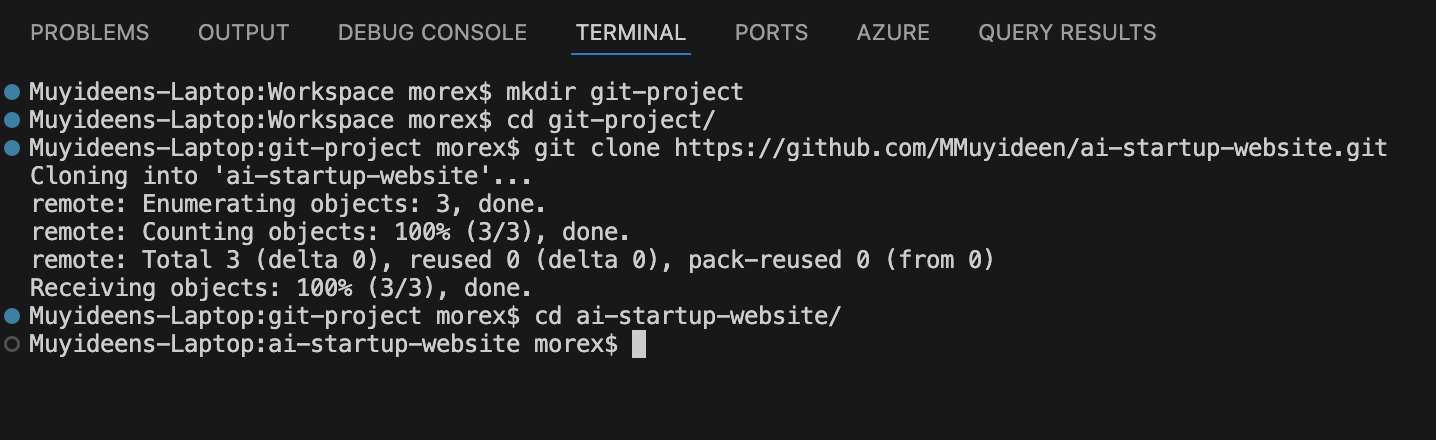 PROBLEMS OUTPUT DEBUG CONSOLE TERMINAL PORTS AZURE QUERY RESULTS
Muyideens-Laptop:Workspace morex$ mkdir git-project
Muyideens-Laptop:Workspace morex$ cd git-project/
Muyideens-Laptop:git-project morex$ git clone https://github.com/MMuyideen/ai-startup-website.git
Cloning into 'ai-startup-website'...
remote: Enumerating objects: 3, done.
remote: Counting objects: 100% (3/3), done.
remote: Total 3 (delta 0), reused 0 (delta 0), pack-reused 0 (from 0)
Receiving objects: 100% (3/3), done.
Muyideens-Laptop:git-project morex$ cd ai-startup-website/
Muyideens-Laptop:ai-startup-website morex$